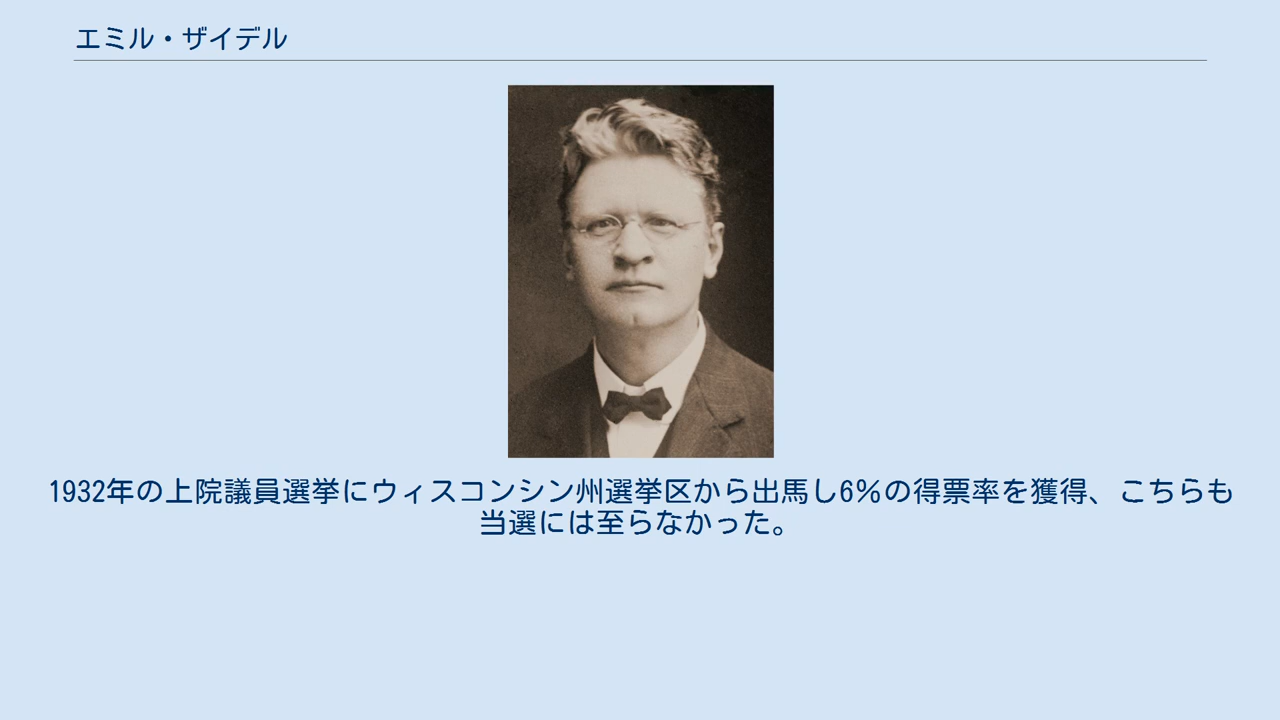 エミル・ザイデル
1932年の上院議員選挙にウィスコンシン州選挙区から出馬し6%の得票率を獲得、こちらも
当選には至らなかった。